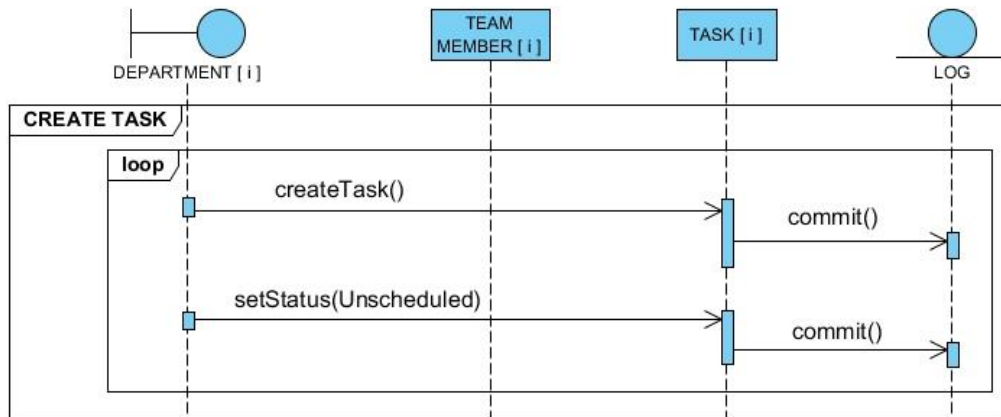 TEAM
MEMBER [ i ]
TASK [ i ]
DEPARTMENT [ i ]
LOG
CREATE TASK
loop
createTask()
commit()
setStatus(Unscheduled)
commit()